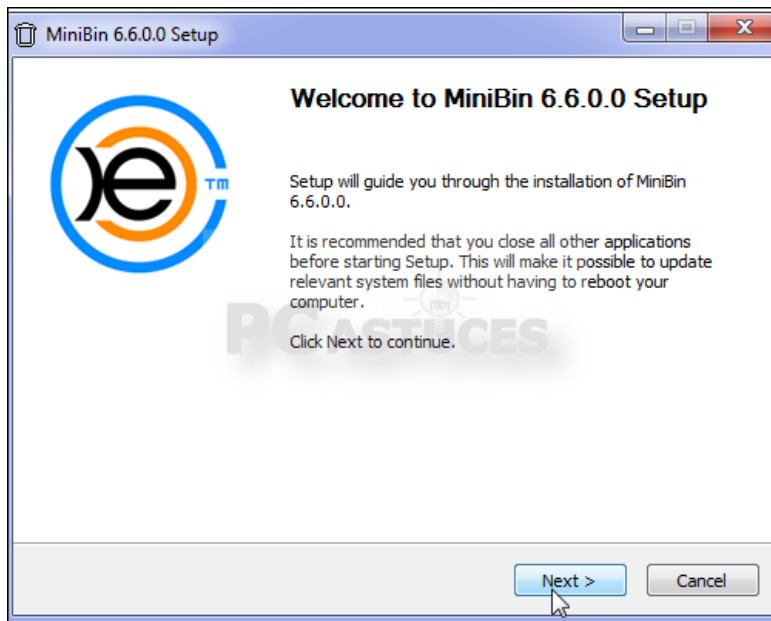 MiniBin 6.6.0.0 Setup
Welcome to MiniBin 6.6.0.0 Setup
e TM
Setup will guide you through the installation of MiniBin
6.6.0.0.
It is recommended that you close all other applications
before starting Setup. This will make it possible to update
relevant system files without having to reboot your
computer.
PC ASTUCES
Click Next to continue.
Next >
Cancel